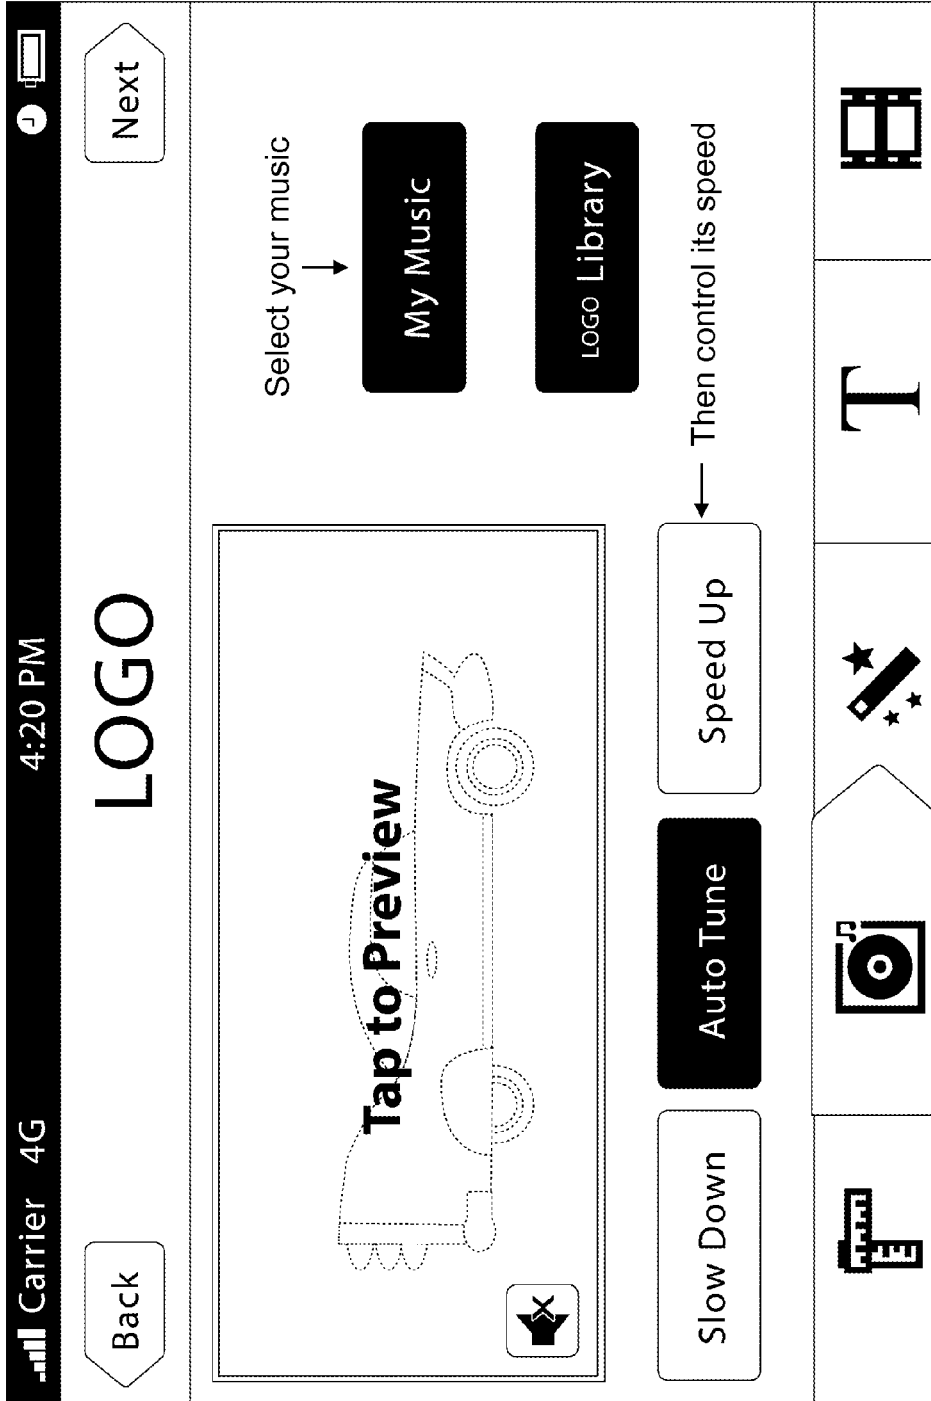 Carrier 4G 4:20 PM
Back
LOGO
Next
Tap to Preview
Select your music
My Music
LOGO Library
Then control its speed
Slow Down
Auto Tune
Speed Up
T